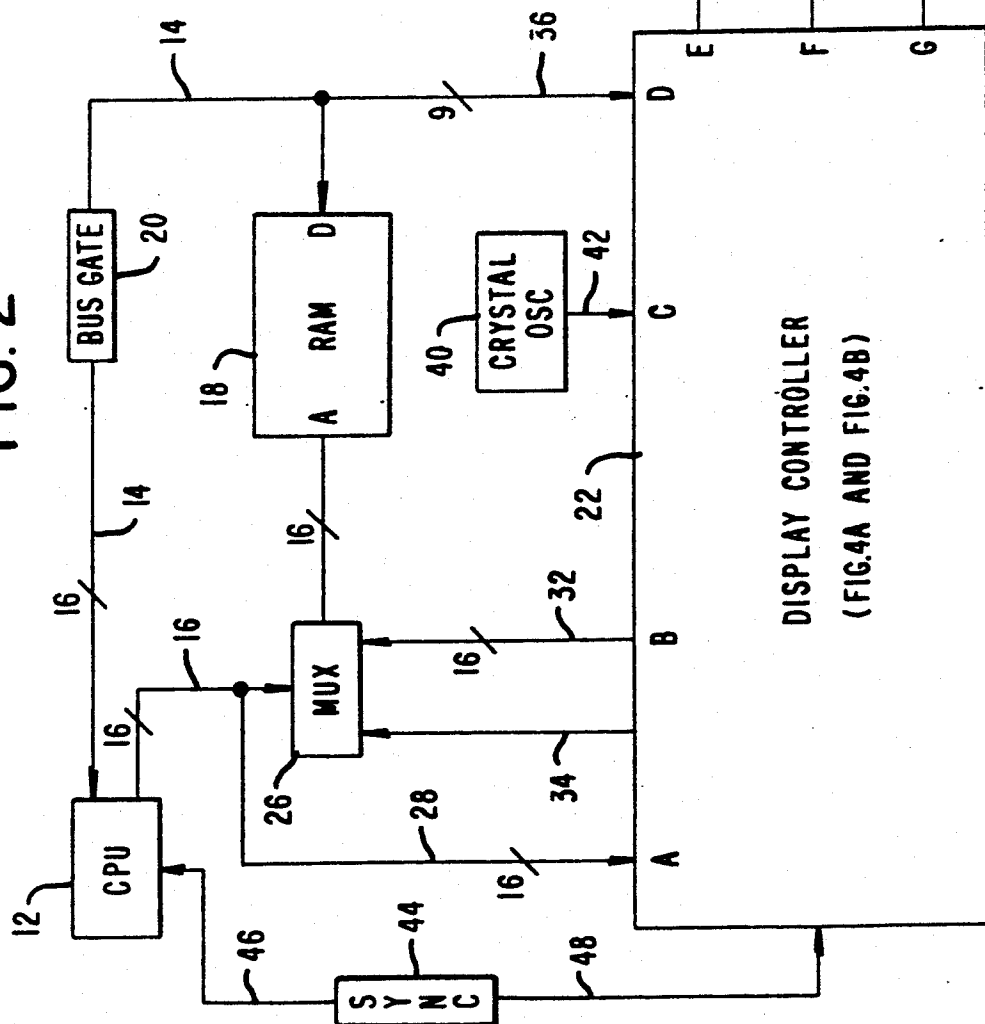 FIG. 2
14
BUS GATE
20
14
16
36
9
RAM
A
D
18
16
CRYSTAL
OSC
40
42
CPU
12
16
16
MUX
26
16
32
34
28
16
46
SYNC
44
48
A
B
C
D
E
F
G
22
DISPLAY CONTROLLER
(FIG.4A AND FIG.4B)